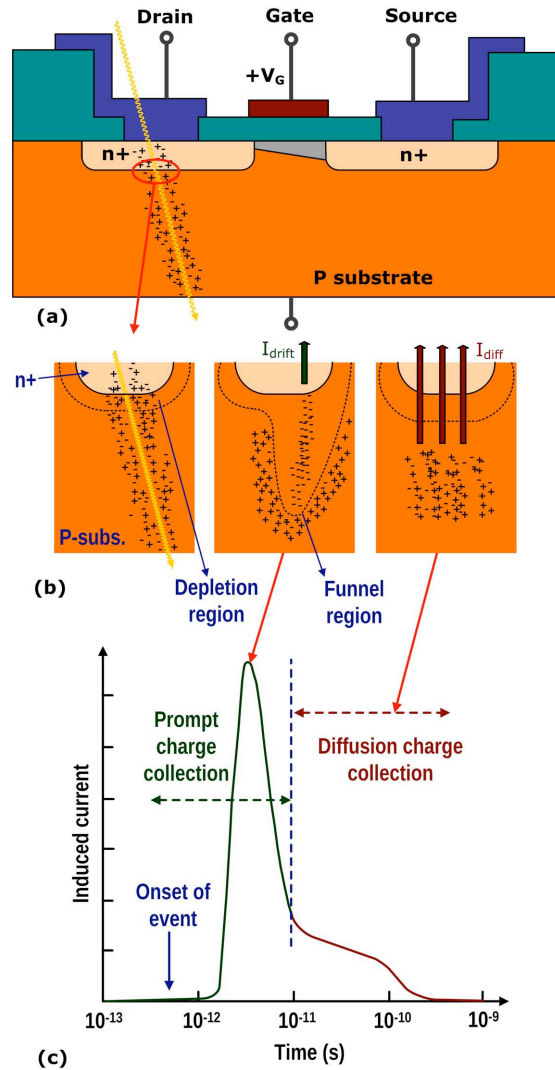 Drain Gate Source
+V_G
n+ n+
P substrate
(a)
I_drift I_diff
n+
P-subs.
(b)
Depletion region
Funnel region
Induced current
Prompt charge collection
Diffusion charge collection
Onset of event
10^-13 10^-12 10^-11 10^-10 10^-9
Time (s)
(c)